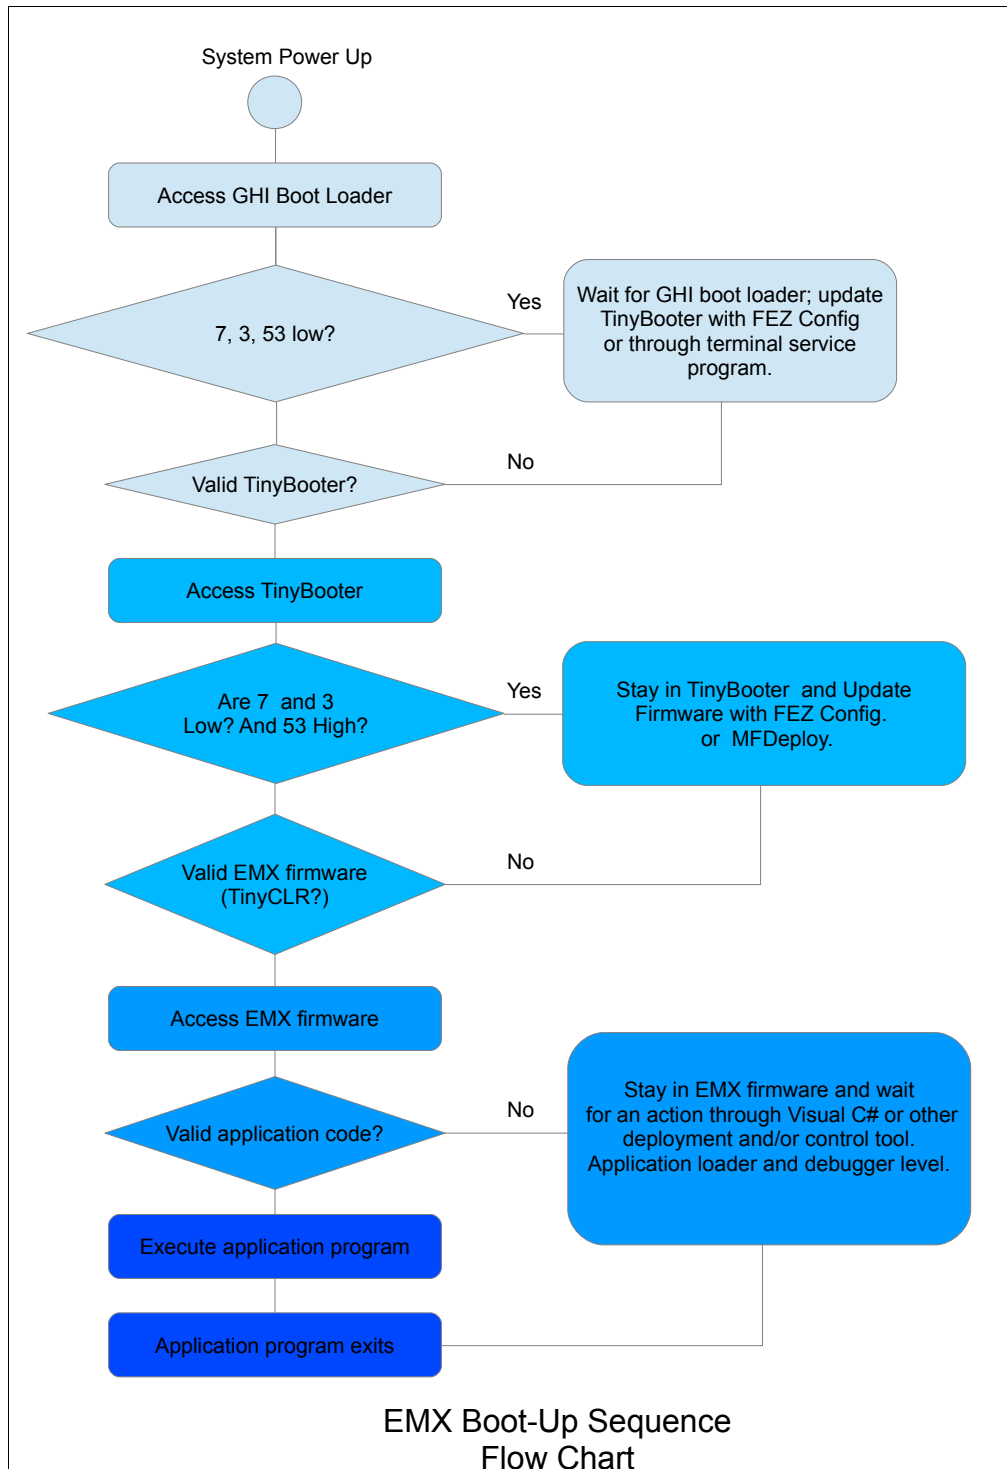 System Power Up
Access GHI Boot Loader
7, 3, 53 low?
Yes
Wait for GHI boot loader; update
TinyBooter with FEZ Config
or through terminal service
program.
Valid TinyBooter?
No
Access TinyBooter
Are 7 and 3
Low? And 53 High?
Yes
Stay in TinyBooter and Update
Firmware with FEZ Config.
or MFDeploy.
Valid EMX firmware
(TinyCLR?)
No
Access EMX firmware
Valid application code?
No
Stay in EMX firmware and wait
for an action through Visual C# or other
deployment and/or control tool.
Application loader and debugger level.
Execute application program
Application program exits
EMX Boot-Up Sequence
Flow Chart